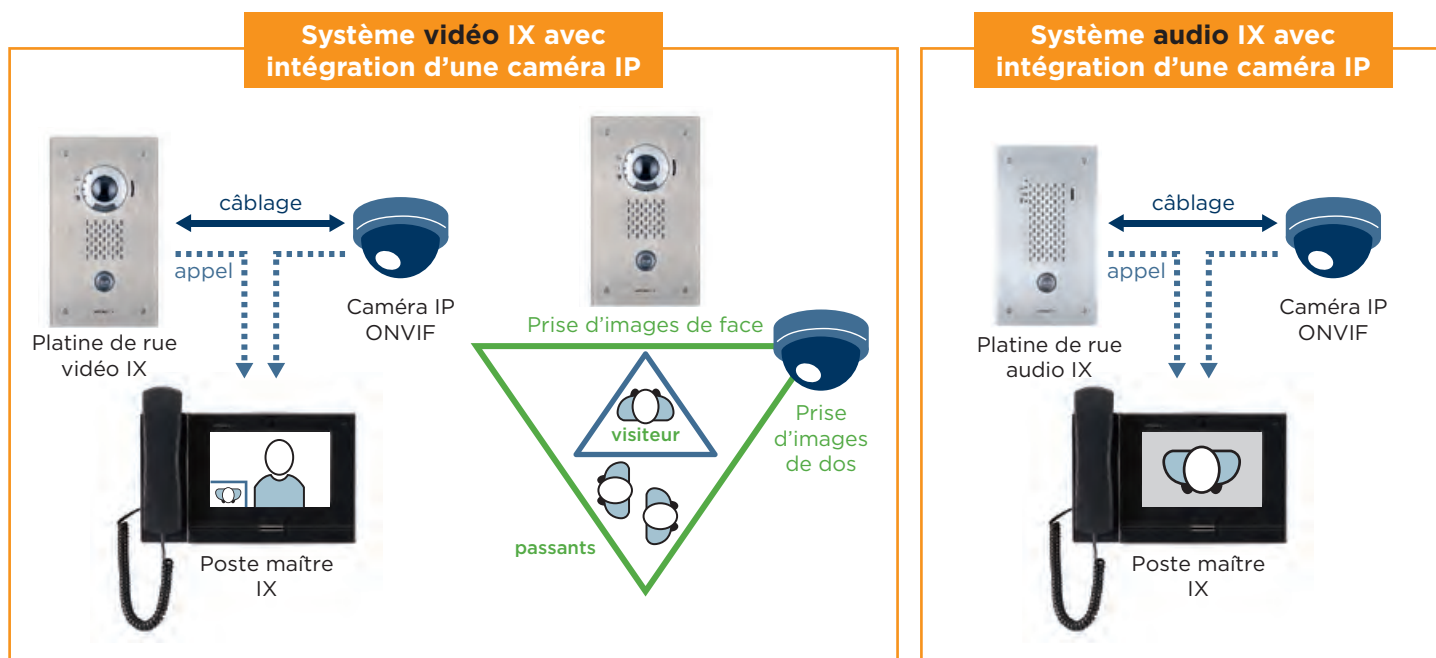 Système vidéo IX avec
intégration d'une caméra IP
câblage
appel
Caméra IP
ONVIF
Platine de rue
vidéo IX
Poste maître
IX
Prise d'images de face
Prise
d'images
de dos
visiteur
passants
Système audio IX avec
intégration d'une caméra IP
câblage
appel
Caméra IP
ONVIF
Platine de rue
audio IX
Poste maître
IX